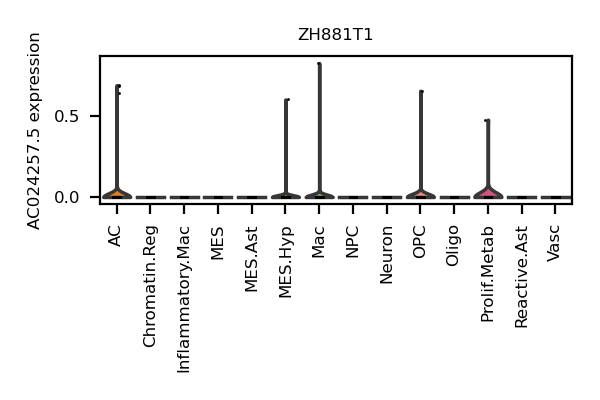 ZH881T1
AC024257.5 expression
0.5
0.0
AC
Chromatin.Reg
Inflammatory.Mac
MES
MES.Ast
MES.Hyp
Mac
NPC
Neuron
OPC
Oligo
Prolif.Metab
Reactive.Ast
Vasc